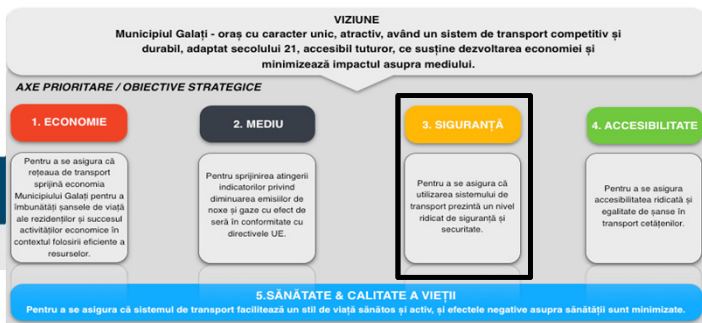 VIZIUNE
Municipiul Galați - oraș cu caracter unic, atractiv, având un sistem de transport competitiv și
durabil, adaptat secolului 21, accesibil tuturor, ce susține dezvoltarea economiei și
minimizează impactul asupra mediului.
AXE PRIORITARE / OBIECTIVE STRATEGICE
1. ECONOMIE
Pentru a se asigura că
rețeaua de transport
sprijină economia
Municipiului Galați pentru a
îmbunătăți șansele de viață
ale rezidenților și succesul
activităților economice în
contextul folosirii eficiente a
resurselor.
2. MEDIU
Pentru sprijinirea atingerii
indicatorilor privind
diminuarea emisiilor de
noxe și gaze cu efect de
seră în conformitate cu
directivele UE.
3. SIGURANȚĂ
Pentru a se asigura că
utilizarea sistemului de
transport prezintă un nivel
ridicat de siguranță și
securitate.
4. ACCESIBILITATE
Pentru a se asigura
accesibilitatea ridicată și
egalitate de șanse în
transport cetățenilor.
5.SĂNĂTATE & CALITATE A VIEȚII
Pentru a se asigura că sistemul de transport facilitează un stil de viață sănătos și activ, și efectele negative asupra sănătății sunt minimizate.